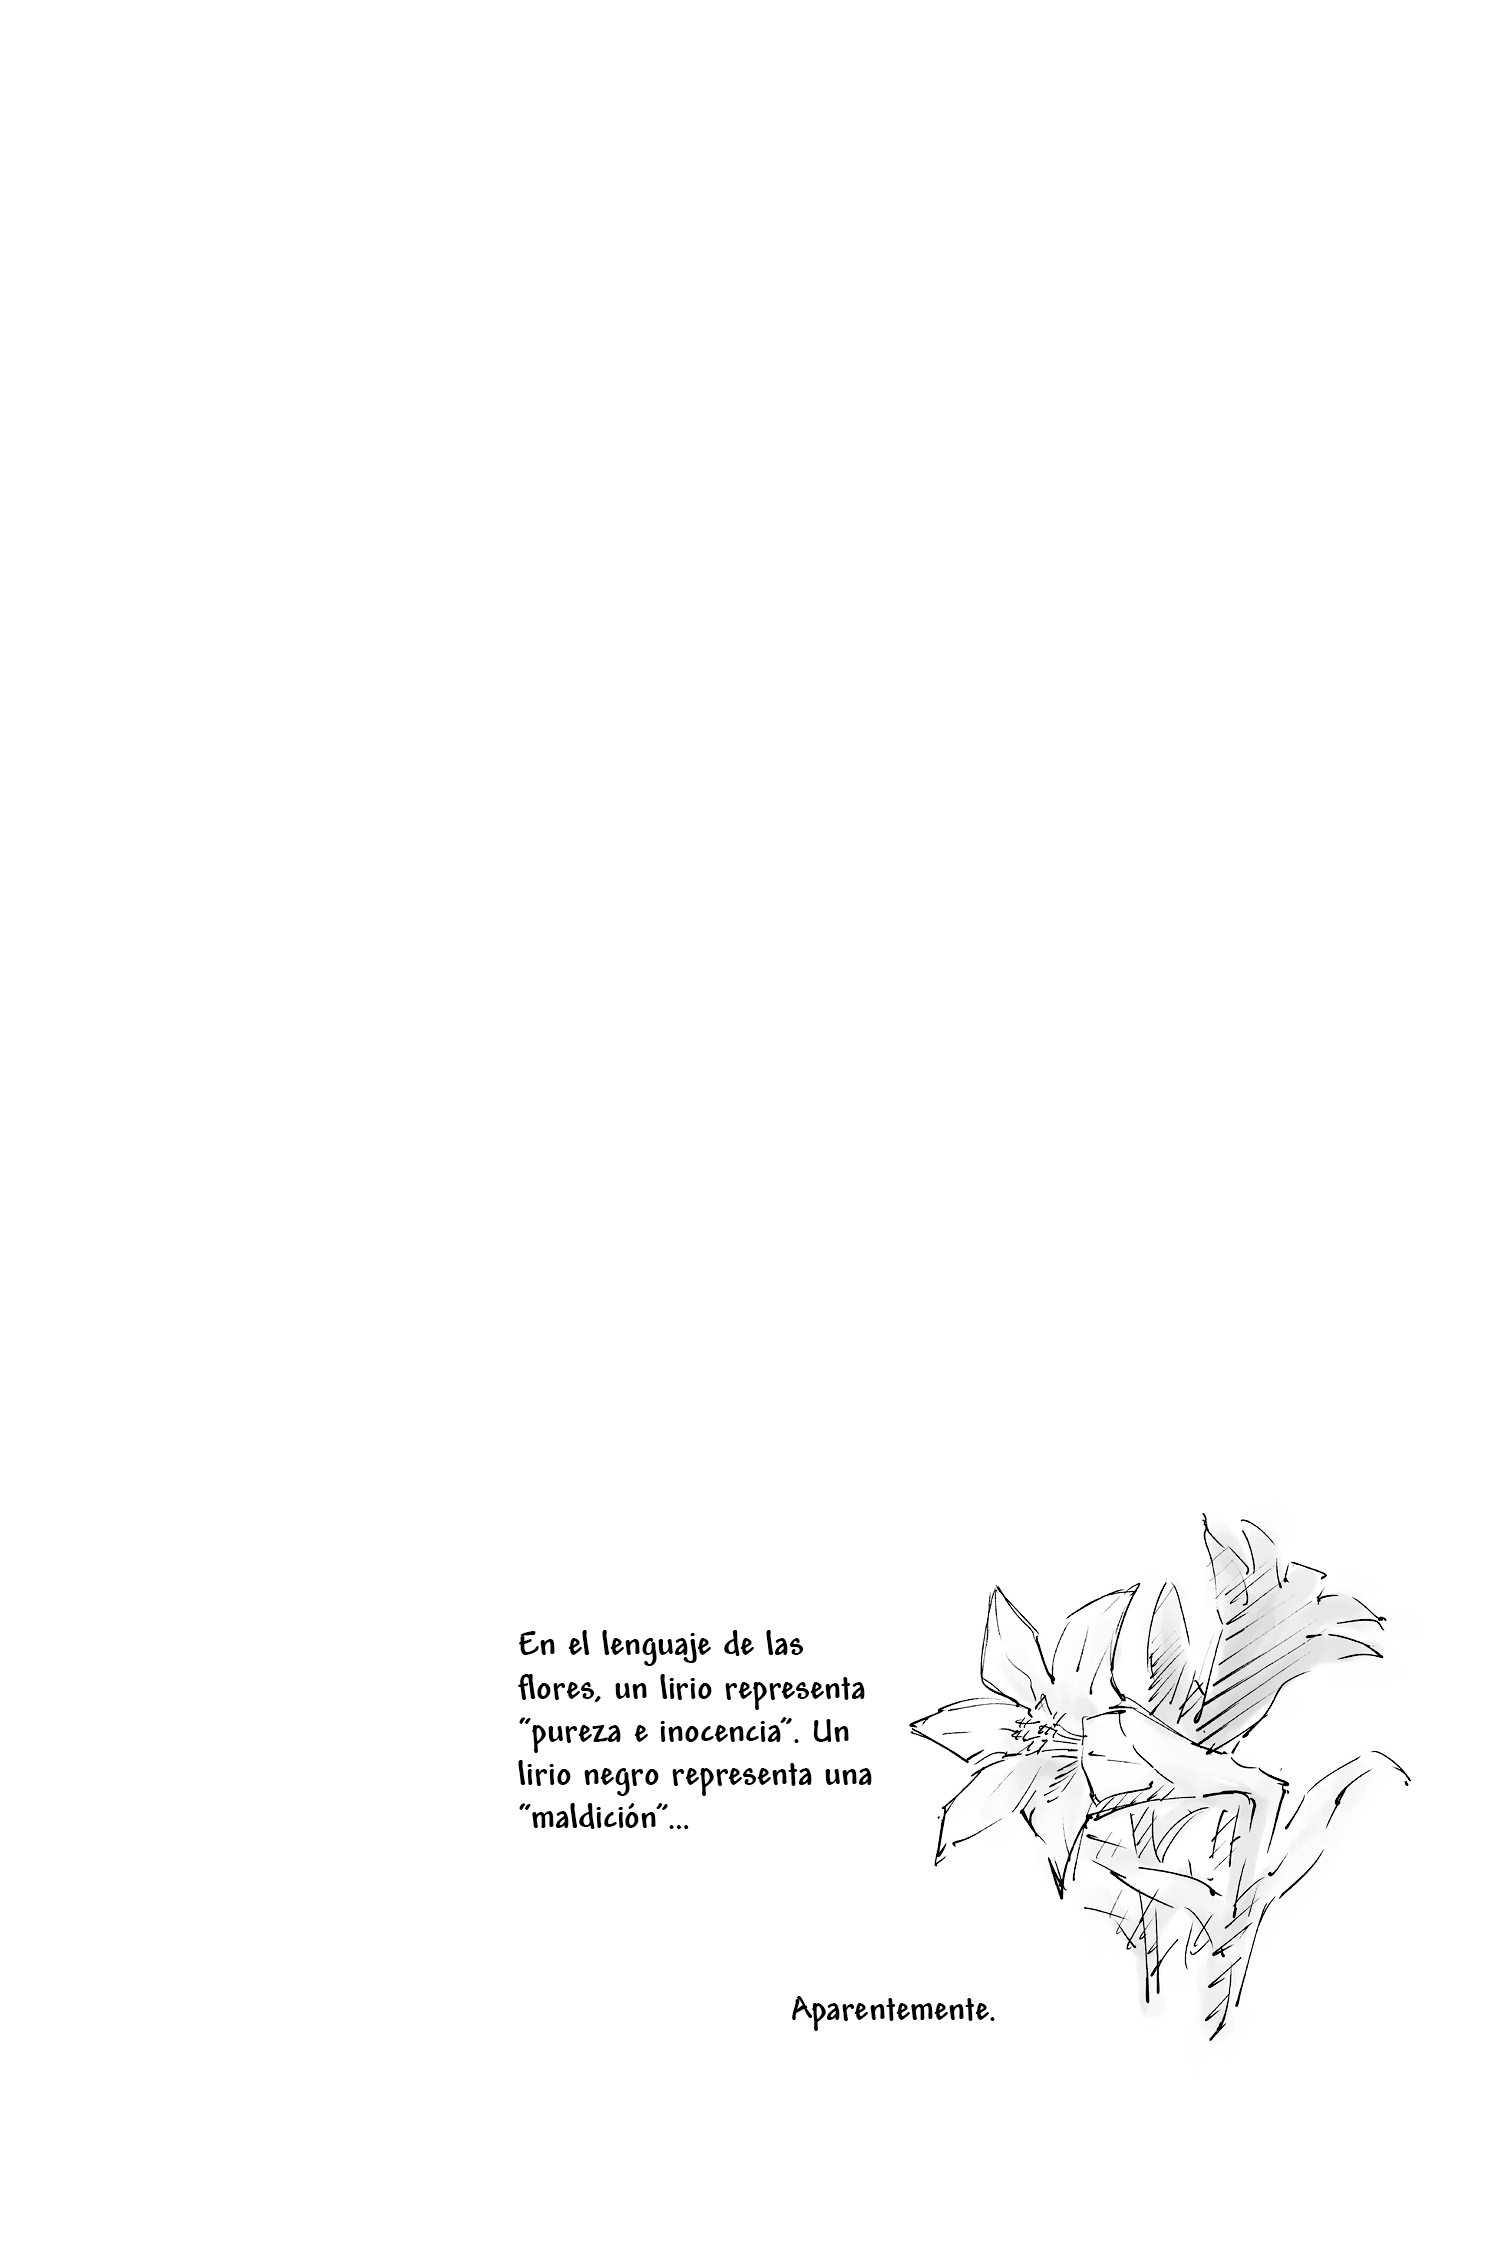 En el lenguaje de las
flores, un lirio representa
"pureza e inocencia". Un
lirio negro representa una
"maldición"...
Aparentemente.